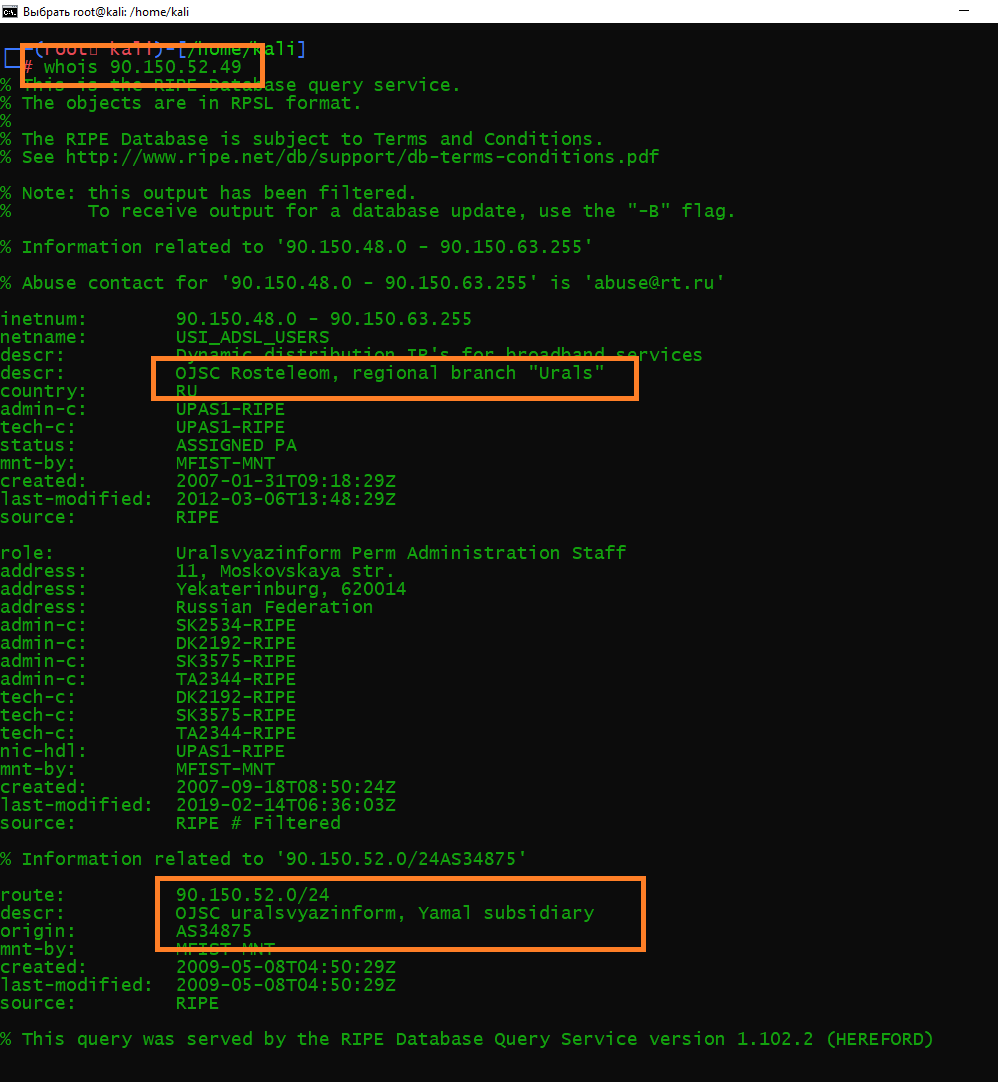 Выбрать root@kali: /home/kali
(root kali)-[/home/kali]
# whois 90.150.52.49
% This is the RIPE Database query service.
% The objects are in RPSL format.
%
% The RIPE Database is subject to Terms and Conditions.
% See http://www.ripe.net/db/support/db-terms-conditions.pdf
% Note: this output has been filtered.
% To receive output for a database update, use the "-B" flag.
% Information related to '90.150.48.0 - 90.150.63.255'
% Abuse contact for '90.150.48.0 - 90.150.63.255' is 'abuse@rt.ru'
inetnum: 90.150.48.0 - 90.150.63.255
netname: USI_ADSL_USERS
descr: Dynamic distribution IP's for broadband services
descr: OJSC Rosteleom, regional branch "Urals"
country: RU
admin-c: UPAS1-RIPE
tech-c: UPAS1-RIPE
status: ASSIGNED PA
mnt-by: MFIST-MNT
created: 2007-01-31T09:18:29Z
last-modified: 2012-03-06T13:48:29Z
source: RIPE
role: Uralsvyazinform Perm Administration Staff
address: 11, Moskovskaya str.
address: Yekaterinburg, 620014
address: Russian Federation
admin-c: SK2534-RIPE
admin-c: DK2192-RIPE
admin-c: SK3575-RIPE
admin-c: TA2344-RIPE
tech-c: DK2192-RIPE
tech-c: SK3575-RIPE
tech-c: TA2344-RIPE
nic-hdl: UPAS1-RIPE
mnt-by: MFIST-MNT
created: 2007-09-18T08:50:24Z
last-modified: 2019-02-14T06:36:03Z
source: RIPE # Filtered
% Information related to '90.150.52.0/24AS34875'
route: 90.150.52.0/24
descr: OJSC uralsvyazinform, Yamal subsidiary
origin: AS34875
mnt-by: MFIST-MNT
created: 2009-05-08T04:50:29Z
last-modified: 2009-05-08T04:50:29Z
source: RIPE
% This query was served by the RIPE Database Query Service version 1.102.2 (HEREFORD)